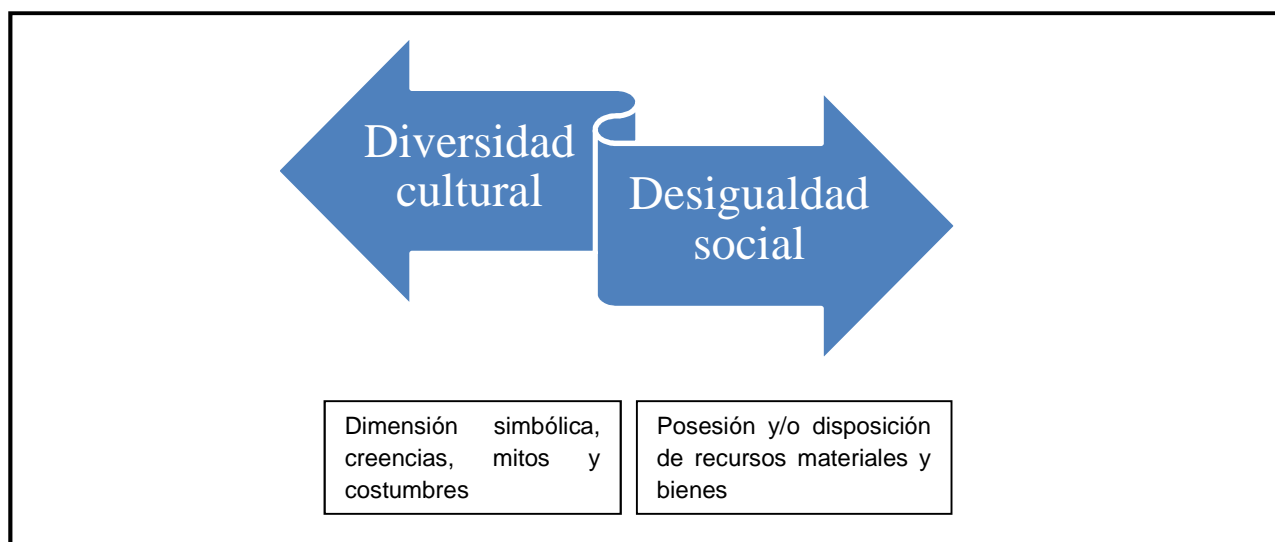 Diversidad
cultural
Desigualdad
social
Dimensión simbólica,
creencias, mitos y
costumbres
Posesión y/o disposición
de recursos materiales y
bienes